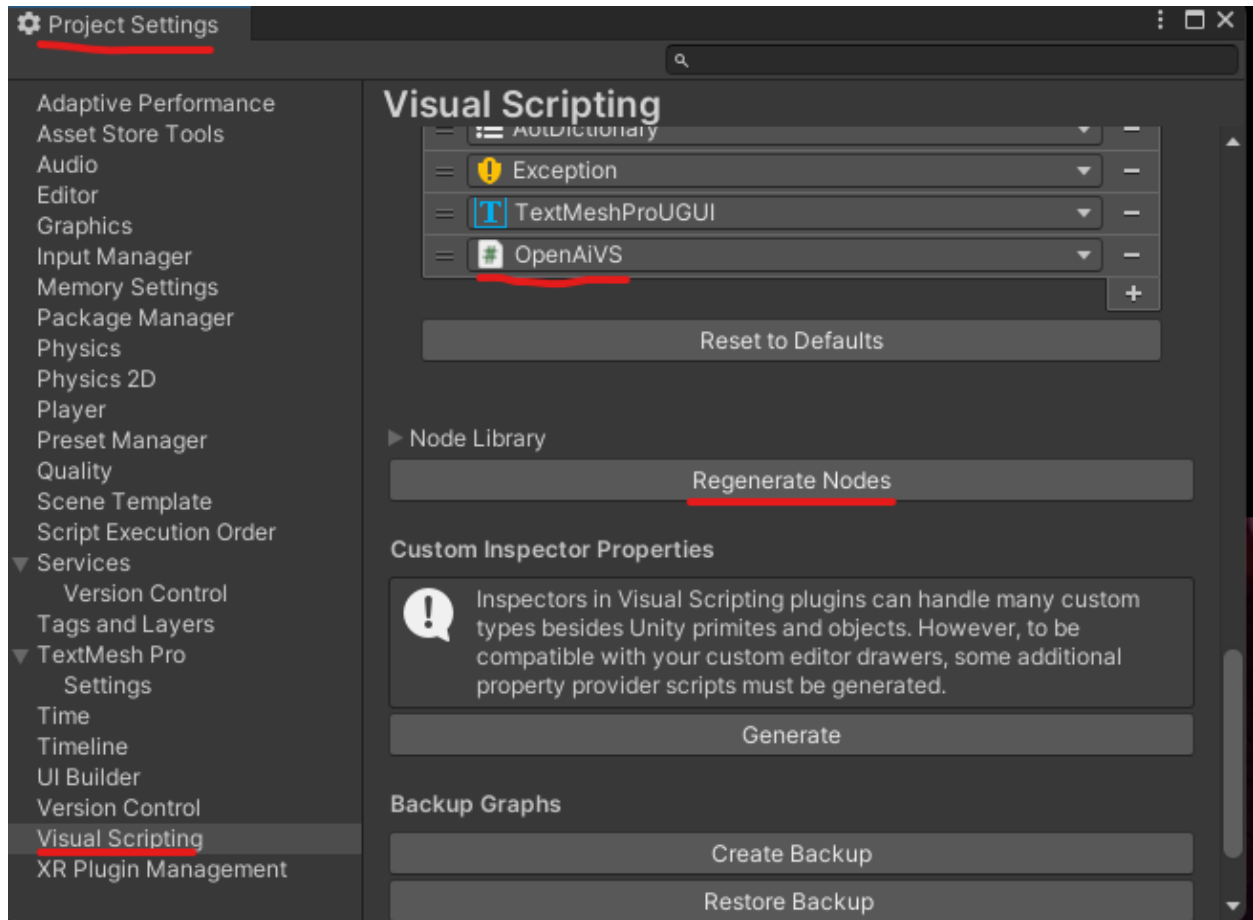 Project Settings
Adaptive Performance
Asset Store Tools
Audio
Editor
Graphics
Input Manager
Memory Settings
Package Manager
Physics
Physics 2D
Player
Preset Manager
Quality
Scene Template
Script Execution Order
Services
Version Control
Tags and Layers
TextMesh Pro
Settings
Time
Timeline
UI Builder
Version Control
Visual Scripting
XR Plugin Management
Visual Scripting
AotDictionary
Exception
TextMeshProUGUI
OpenAiVS
Reset to Defaults
Node Library
Regenerate Nodes
Custom Inspector Properties
Inspectors in Visual Scripting plugins can handle many custom
types besides Unity primites and objects. However, to be
compatible with your custom editor drawers, some additional
property provider scripts must be generated.
Generate
Backup Graphs
Create Backup
Restore Backup